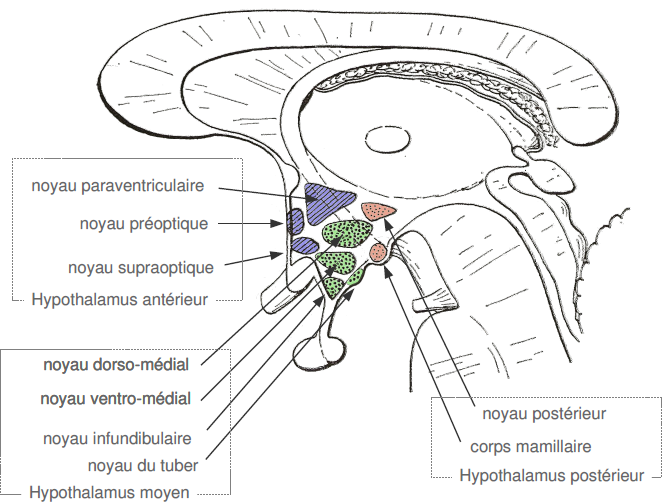 noyau paraventriculaire
noyau préoptique
noyau supraoptique
Hypothalamus antérieur
noyau dorso-médial
noyau ventro-médial
noyau infundibulaire
noyau du tuber
Hypothalamus moyen
noyau postérieur
corps mamillaire
Hypothalamus postérieur